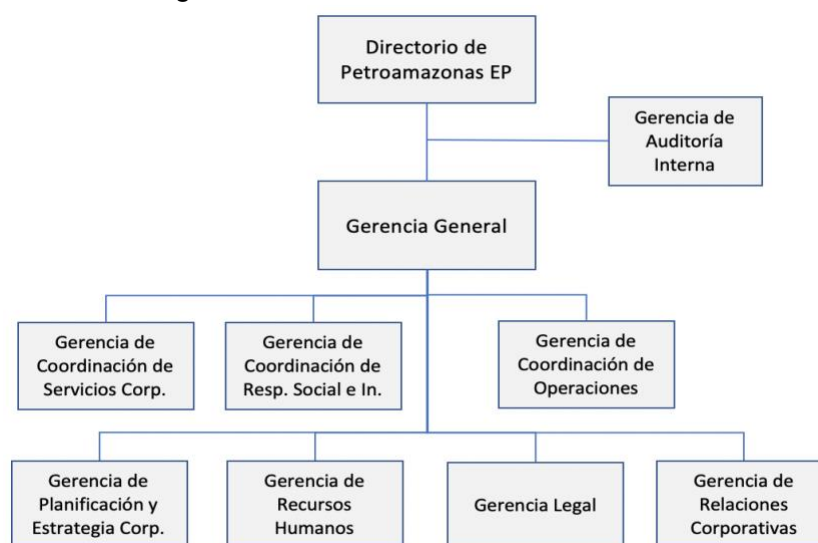 Directorio de
Petroamazonas EP
Gerencia de
Auditoría
Interna
Gerencia General
Gerencia de
Coordinación de
Servicios Corp.
Gerencia de
Coordinación de
Resp. Social e In.
Gerencia de
Coordinación de
Operaciones
Gerencia de
Planificación y
Estrategia Corp.
Gerencia de
Recursos
Humanos
Gerencia Legal
Gerencia de
Relaciones
Corporativas